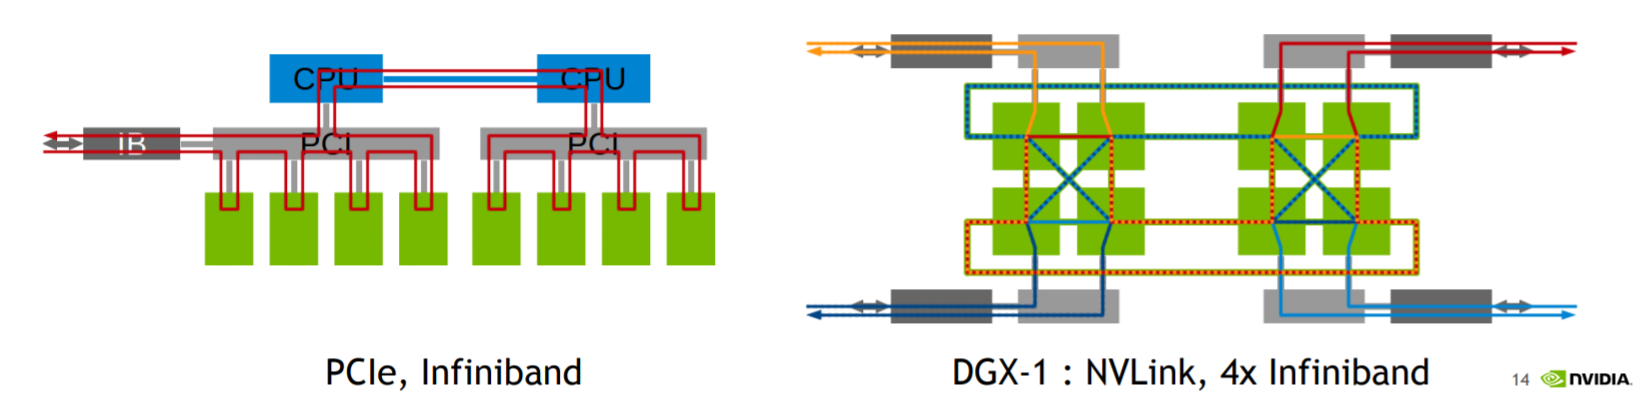 CPU
CPU
IB
PCI
PCI
PCIe, Infiniband
DGX-1 : NVLink, 4x Infiniband
14
NVIDIA.